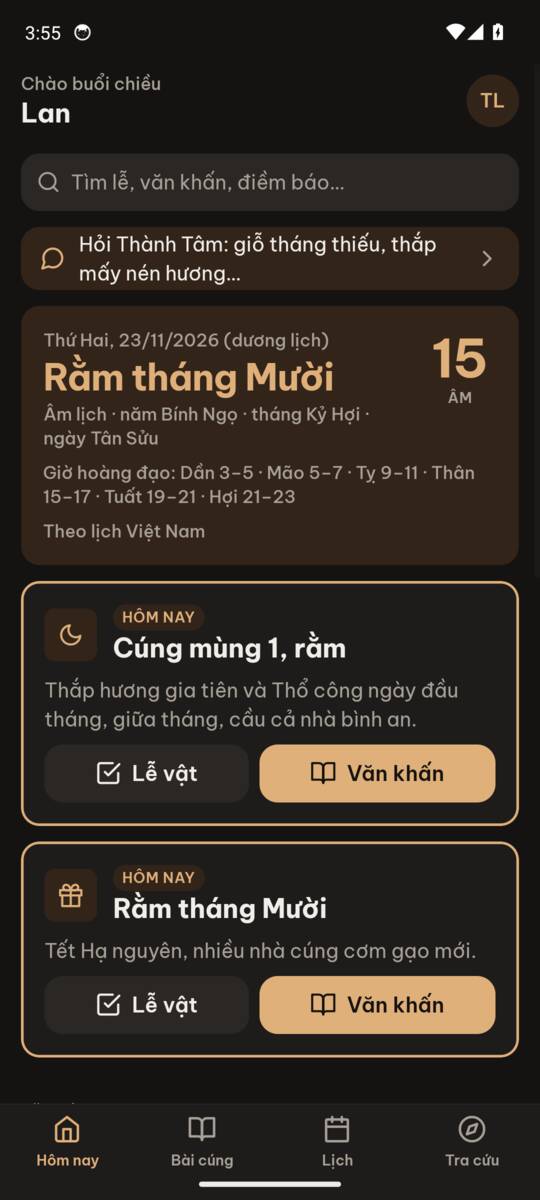 3:55
Chào buổi chiều
Lan
TL
Tìm lễ, văn khấn, điềm báo...
Hỏi Thành Tâm: giỗ tháng thiếu, thắp
mấy nén hương...
Thứ Hai, 23/11/2026 (dương lịch)
Rằm tháng Mười
15
ÂM
Âm lịch · năm Bính Ngọ · tháng Kỷ Hợi ·
ngày Tân Sửu
Giờ hoàng đạo: Dần 3–5 · Mão 5–7 · Tỵ 9–11 · Thân
15–17 · Tuất 19–21 · Hợi 21–23
Theo lịch Việt Nam
HÔM NAY
Cúng mùng 1, rằm
Thắp hương gia tiên và Thổ công ngày đầu
tháng, giữa tháng, cầu cả nhà bình an.
Lễ vật
Văn khấn
HÔM NAY
Rằm tháng Mười
Tết Hạ nguyên, nhiều nhà cúng cơm gạo mới.
Lễ vật
Văn khấn
Hôm nay
Bài cúng
Lịch
Tra cứu